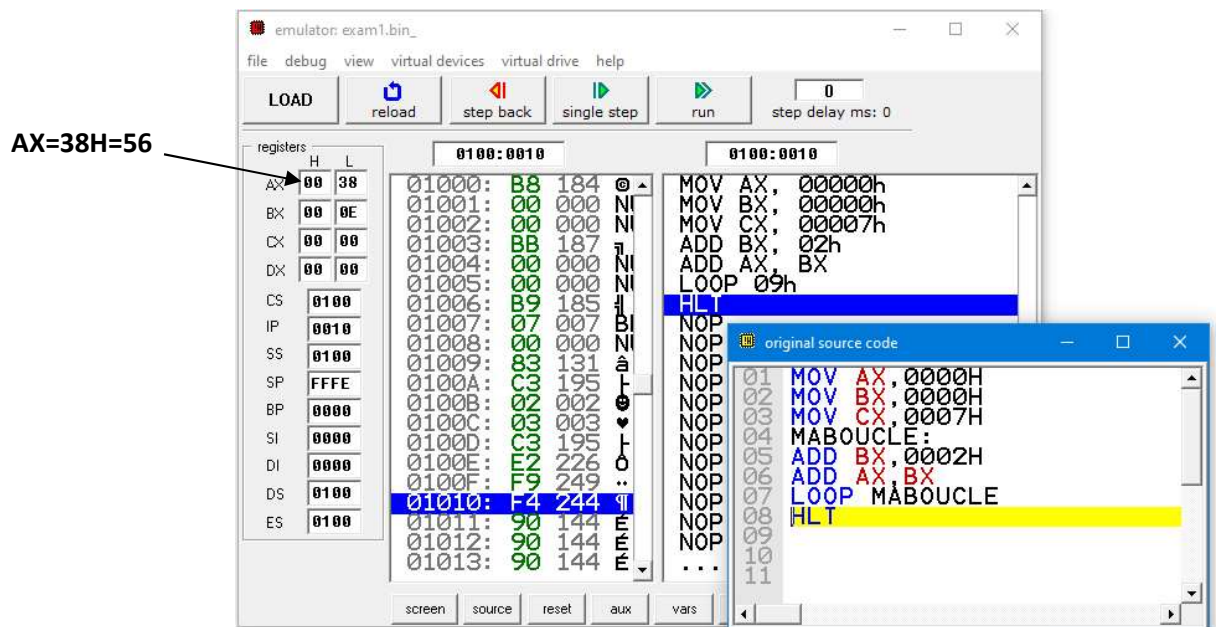 emulator: exam1.bin_
file debug view virtual devices virtual drive help
LOAD
reload
step back
single step
run
0
step delay ms: 0
AX=38H=56
registers
H L
AX 00 38
BX 00 0E
CX 00 00
DX 00 00
CS 0100
IP 0010
SS 0100
SP FFFE
BP 0000
SI 0000
DI 0000
DS 0100
ES 0100
0100:0010
01000: B8 184
01001: 00 000 NU
01002: 00 000 NU
01003: BB 187 ╗
01004: 00 000 NU
01005: 00 000 NU
01006: B9 185 ╣
01007: 07 007 BE
01008: 00 000 NU
01009: 83 131 â
0100A: C3 195 ├
0100B: 02 002 ☻
0100C: 03 003 ♥
0100D: C3 195 ├
0100E: E2 226 Ô
0100F: F9 249 ¨
01010: F4 244 ¶
01011: 90 144 É
01012: 90 144 É
01013: 90 144 É
0100:0010
MOV AX, 00000h
MOV BX, 00000h
MOV CX, 00007h
ADD BX, 02h
ADD AX, BX
LOOP 09h
HLT
NOP
NOP
NOP
NOP
NOP
NOP
NOP
NOP
NOP
NOP
NOP
...
original source code
01 MOV AX,0000H
02 MOV BX,0000H
03 MOV CX,0007H
04 MABOUCLE:
05 ADD BX,0002H
06 ADD AX,BX
07 LOOP MABOUCLE
08 HLT
09
10
11
screen
source
reset
aux
vars